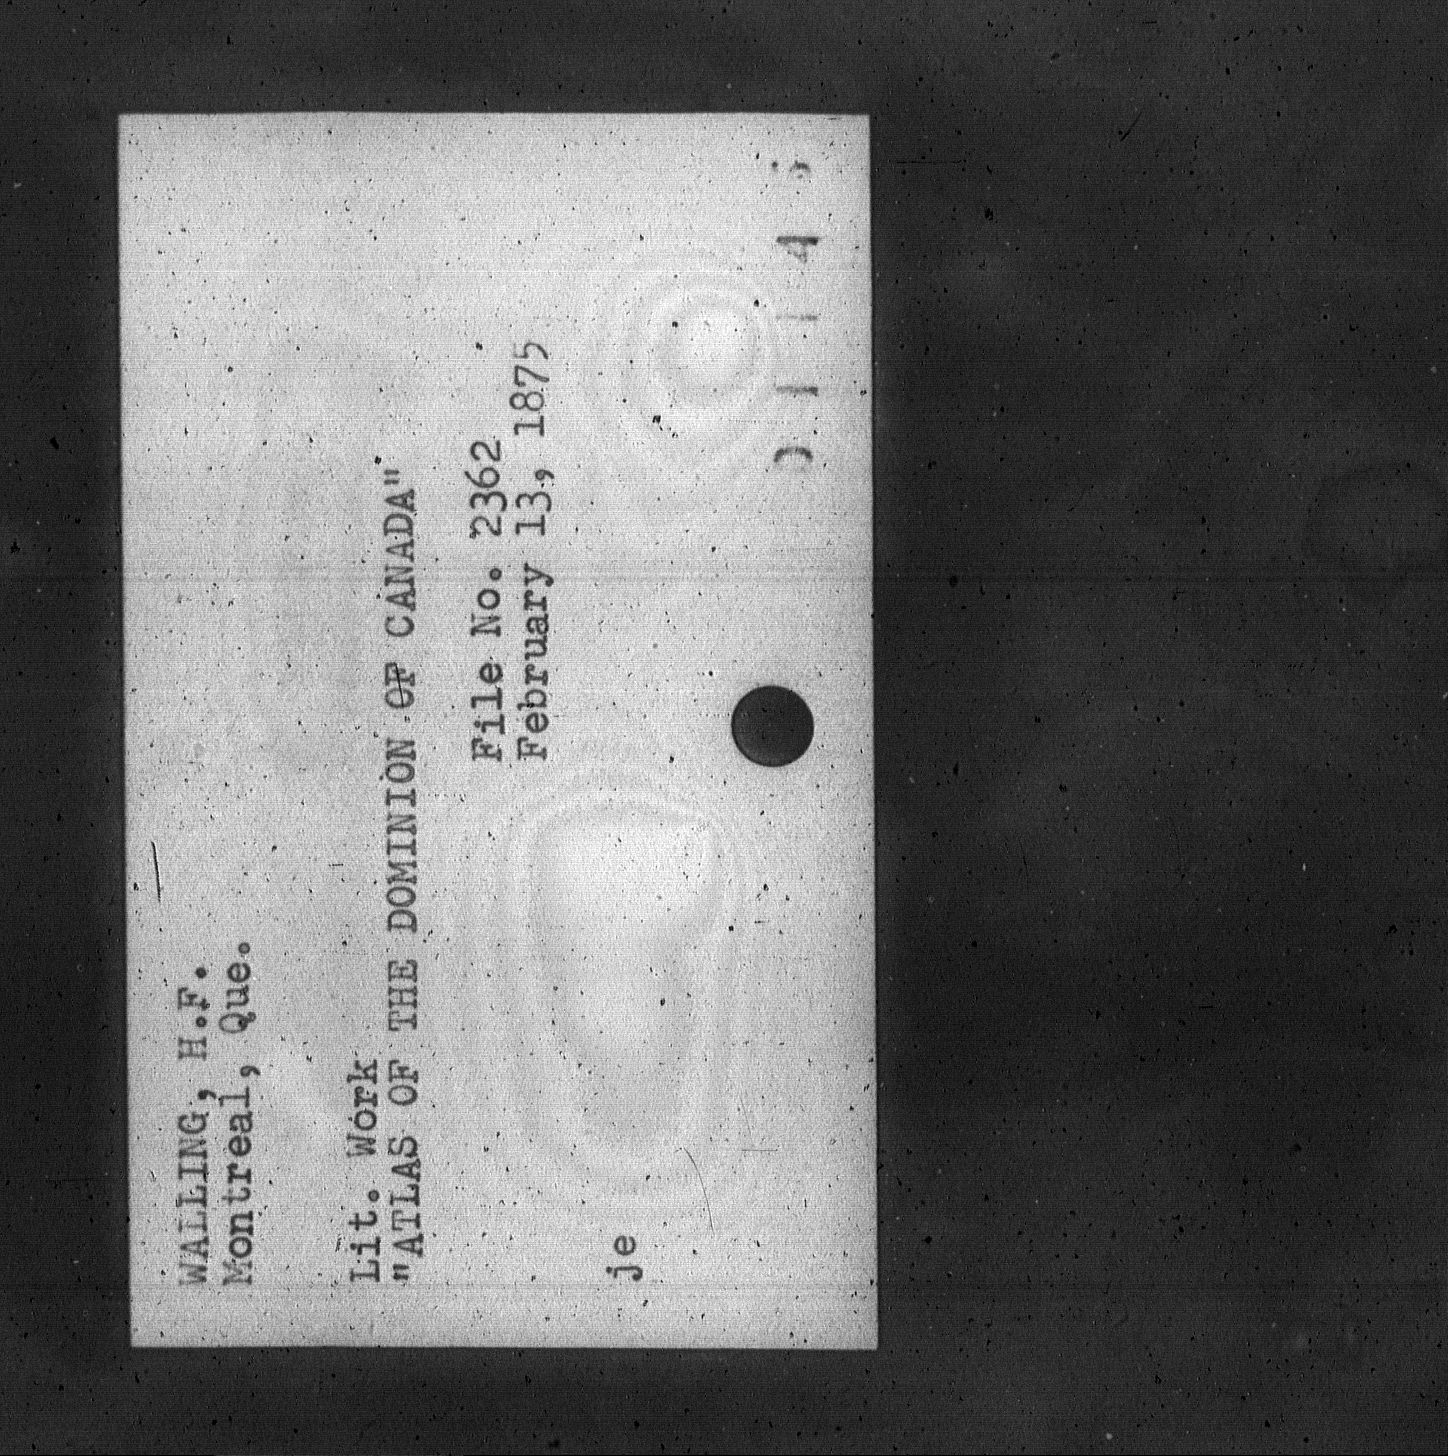 WALLING, H.F.
Montreal, Que.
Lit. Work
"ATLAS OF THE DOMINION OF CANADA"
File No. 2362
February 13, 1875
je